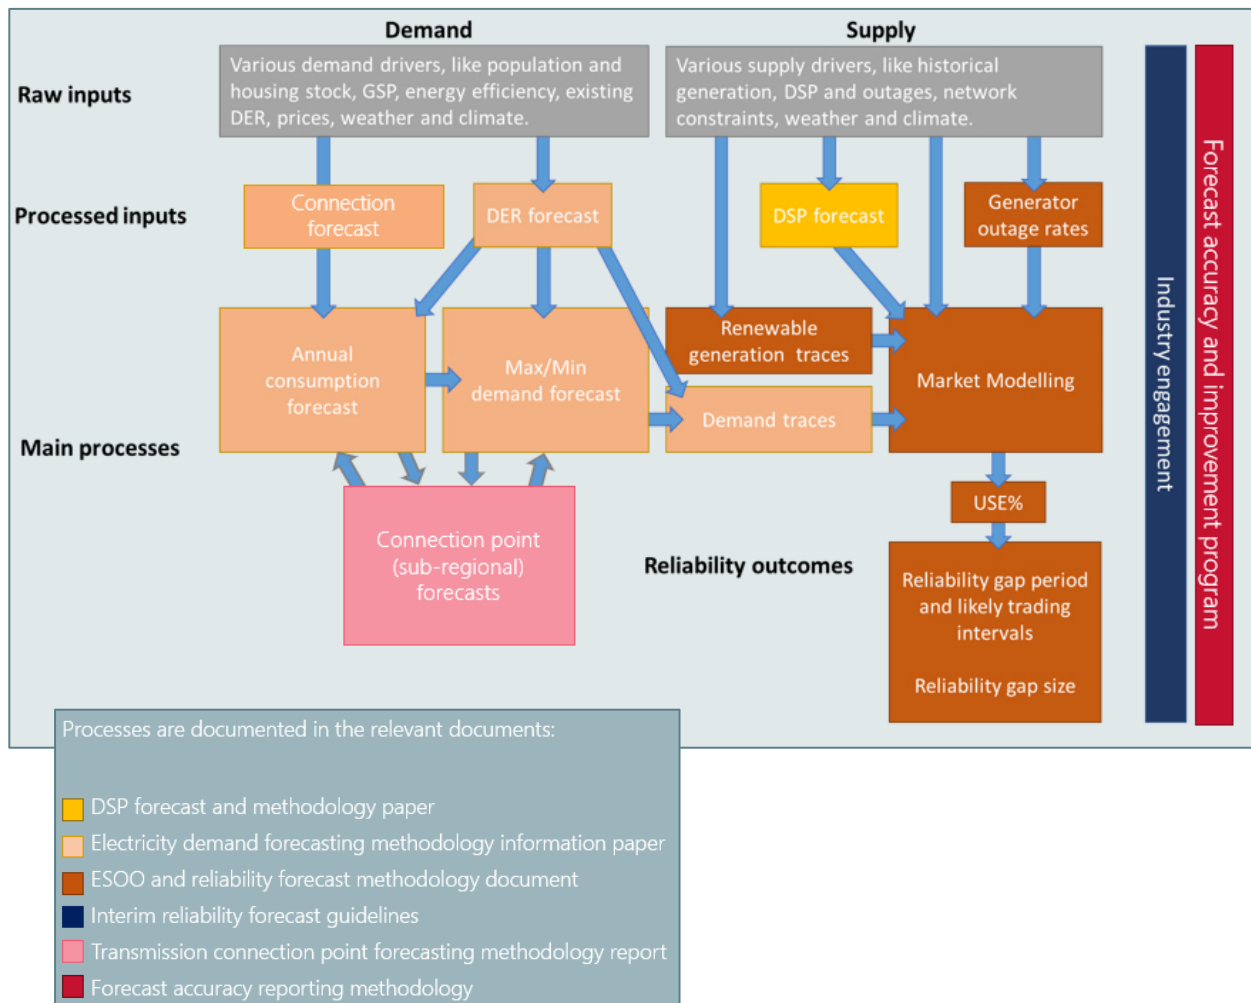 Demand
Supply
Raw inputs
Various demand drivers, like population and
housing stock, GSP, energy efficiency, existing
DER, prices, weather and climate.
Various supply drivers, like historical
generation, DSP and outages, network
constraints, weather and climate.
Processed inputs
Connection
forecast
DER forecast
DSP forecast
Generator
outage rates
Main processes
Annual
consumption
forecast
Max/Min
demand forecast
Renewable
generation traces
Demand traces
Market Modelling
Connection point
(sub-regional)
forecasts
USE%
Reliability outcomes
Reliability gap period
and likely trading
intervals
Reliability gap size
Industry engagement
Forecast accuracy and improvement program
Processes are documented in the relevant documents:
DSP forecast and methodology paper
Electricity demand forecasting methodology information paper
ESOO and reliability forecast methodology document
Interim reliability forecast guidelines
Transmission connection point forecasting methodology report
Forecast accuracy reporting methodology